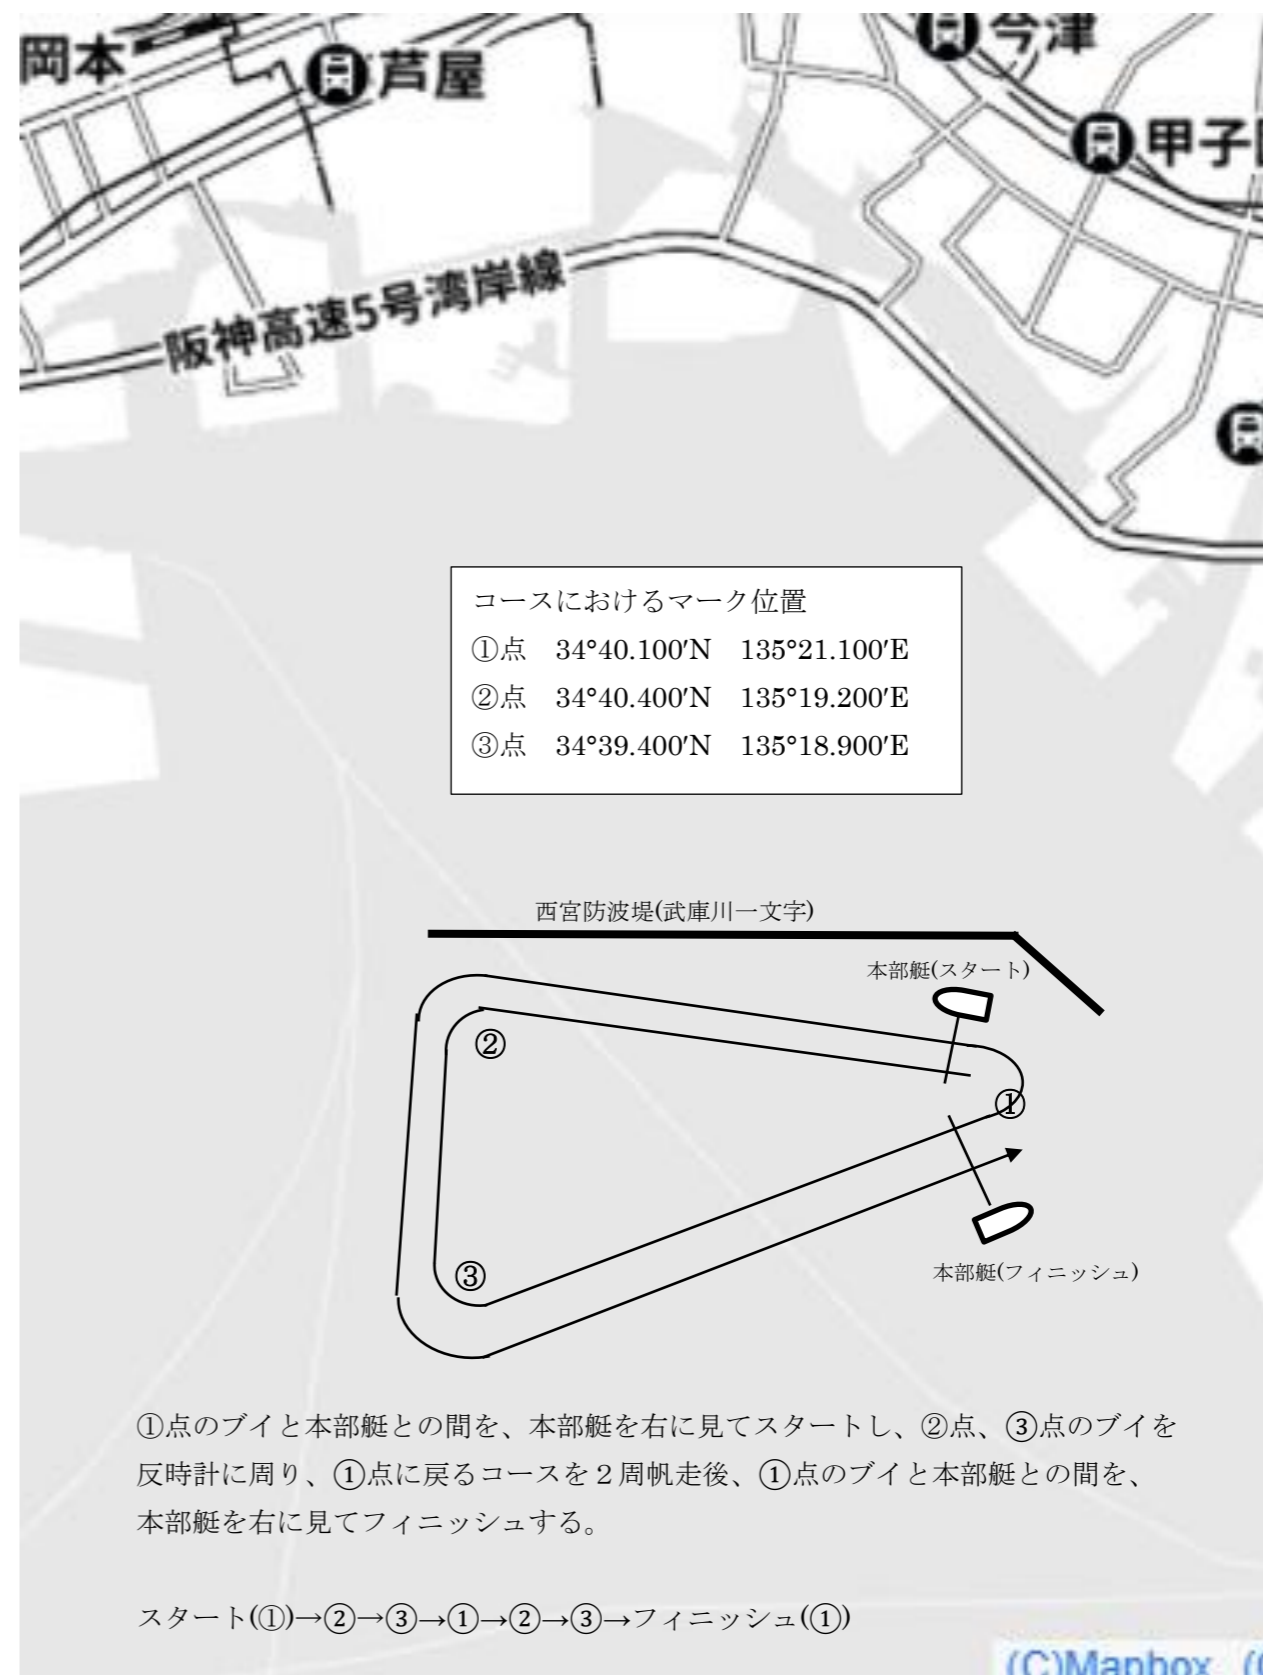 岡本
芦屋
今津
甲子
阪神高速5号湾岸線
コースにおけるマーク位置
①点 34°40.100′N 135°21.100′E
②点 34°40.400′N 135°19.200′E
③点 34°39.400′N 135°18.900′E
西宮防波堤(武庫川一文字)
本部艇(スタート)
②
①
③
本部艇(フィニッシュ)
①点のブイと本部艇との間を、本部艇を右に見てスタートし、②点、③点のブイを
反時計に周り、①点に戻るコースを２周帆走後、①点のブイと本部艇との間を、
本部艇を右に見てフィニッシュする。
スタート(①)→②→③→①→②→③→フィニッシュ(①)
(C)Mapbox (